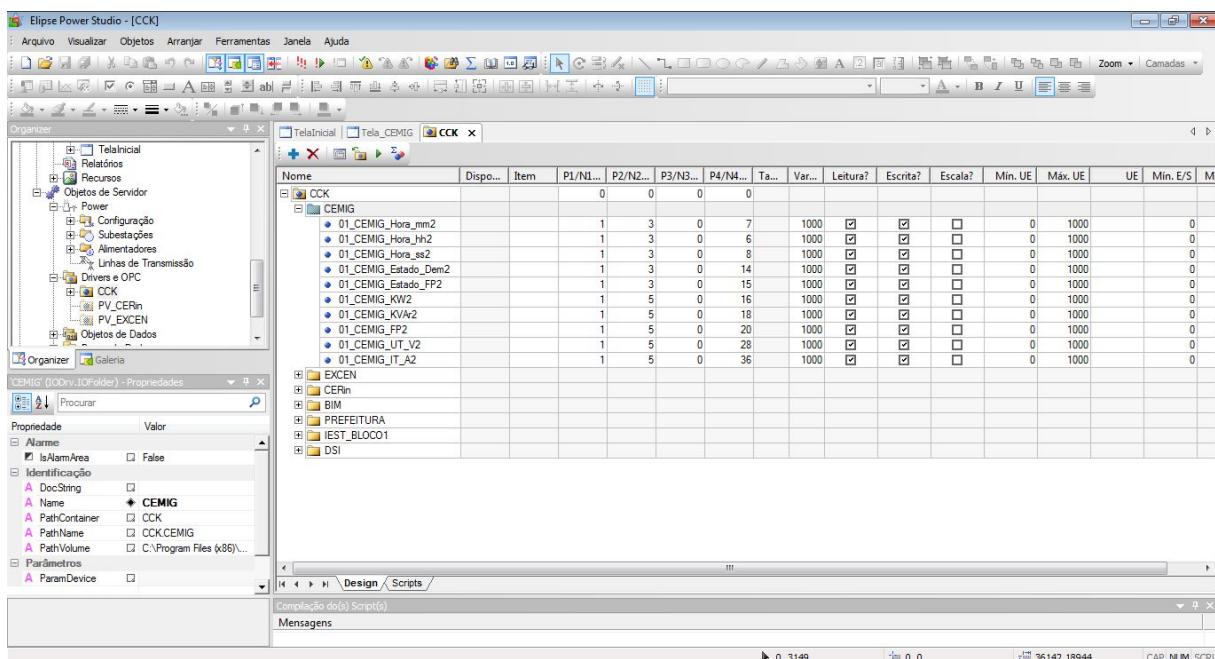 Elipse Power Studio - [CCK]
Arquivo Visualizar Objetos Arranjar Ferramentas Janela Ajuda
Zoom Camadas
Organizer
TelaInicial
Relatórios
Recursos
Objetos de Servidor
Power
Configuração
Subestações
Alimentadores
Linhas de Transmissão
Drivers e OPC
CCK
PV_CERin
PV_EXCEN
Objetos de Dados
Organizer Galeria
'CEMIG' (IODrv.IOFolder) - Propriedades
Procurar
Propriedade Valor
Alarme
IsAlarmArea False
Identificação
DocString
Name CEMIG
PathContainer CCK
PathName CCK.CEMIG
PathVolume C:\Program Files (x86)\...
Parâmetros
ParamDevice
TelaInicial Tela_CEMIG CCK
Nome Dispo... Item P1/N1... P2/N2... P3/N3... P4/N4... Ta... Var... Leitura? Escrita? Escala? Mín. UE Máx. UE UE Mín. E/S M
CCK 0 0 0 0
CEMIG
01_CEMIG_Hora_mm2 1 3 0 7 1000 0 1000 0
01_CEMIG_Hora_hh2 1 3 0 6 1000 0 1000 0
01_CEMIG_Hora_ss2 1 3 0 8 1000 0 1000 0
01_CEMIG_Estado_Dem2 1 3 0 14 1000 0 1000 0
01_CEMIG_Estado_FP2 1 3 0 15 1000 0 1000 0
01_CEMIG_KW2 1 5 0 16 1000 0 1000 0
01_CEMIG_KVAr2 1 5 0 18 1000 0 1000 0
01_CEMIG_FP2 1 5 0 20 1000 0 1000 0
01_CEMIG_UT_V2 1 5 0 28 1000 0 1000 0
01_CEMIG_IT_A2 1 5 0 36 1000 0 1000 0
EXCEN
CERin
BIM
PREFEITURA
IEST_BLOCO1
DSI
Design Scripts
Compilação do(s) Script(s)
Mensagens
0, 3149 0, 0 36142, 18944 CAP NUM SCRL